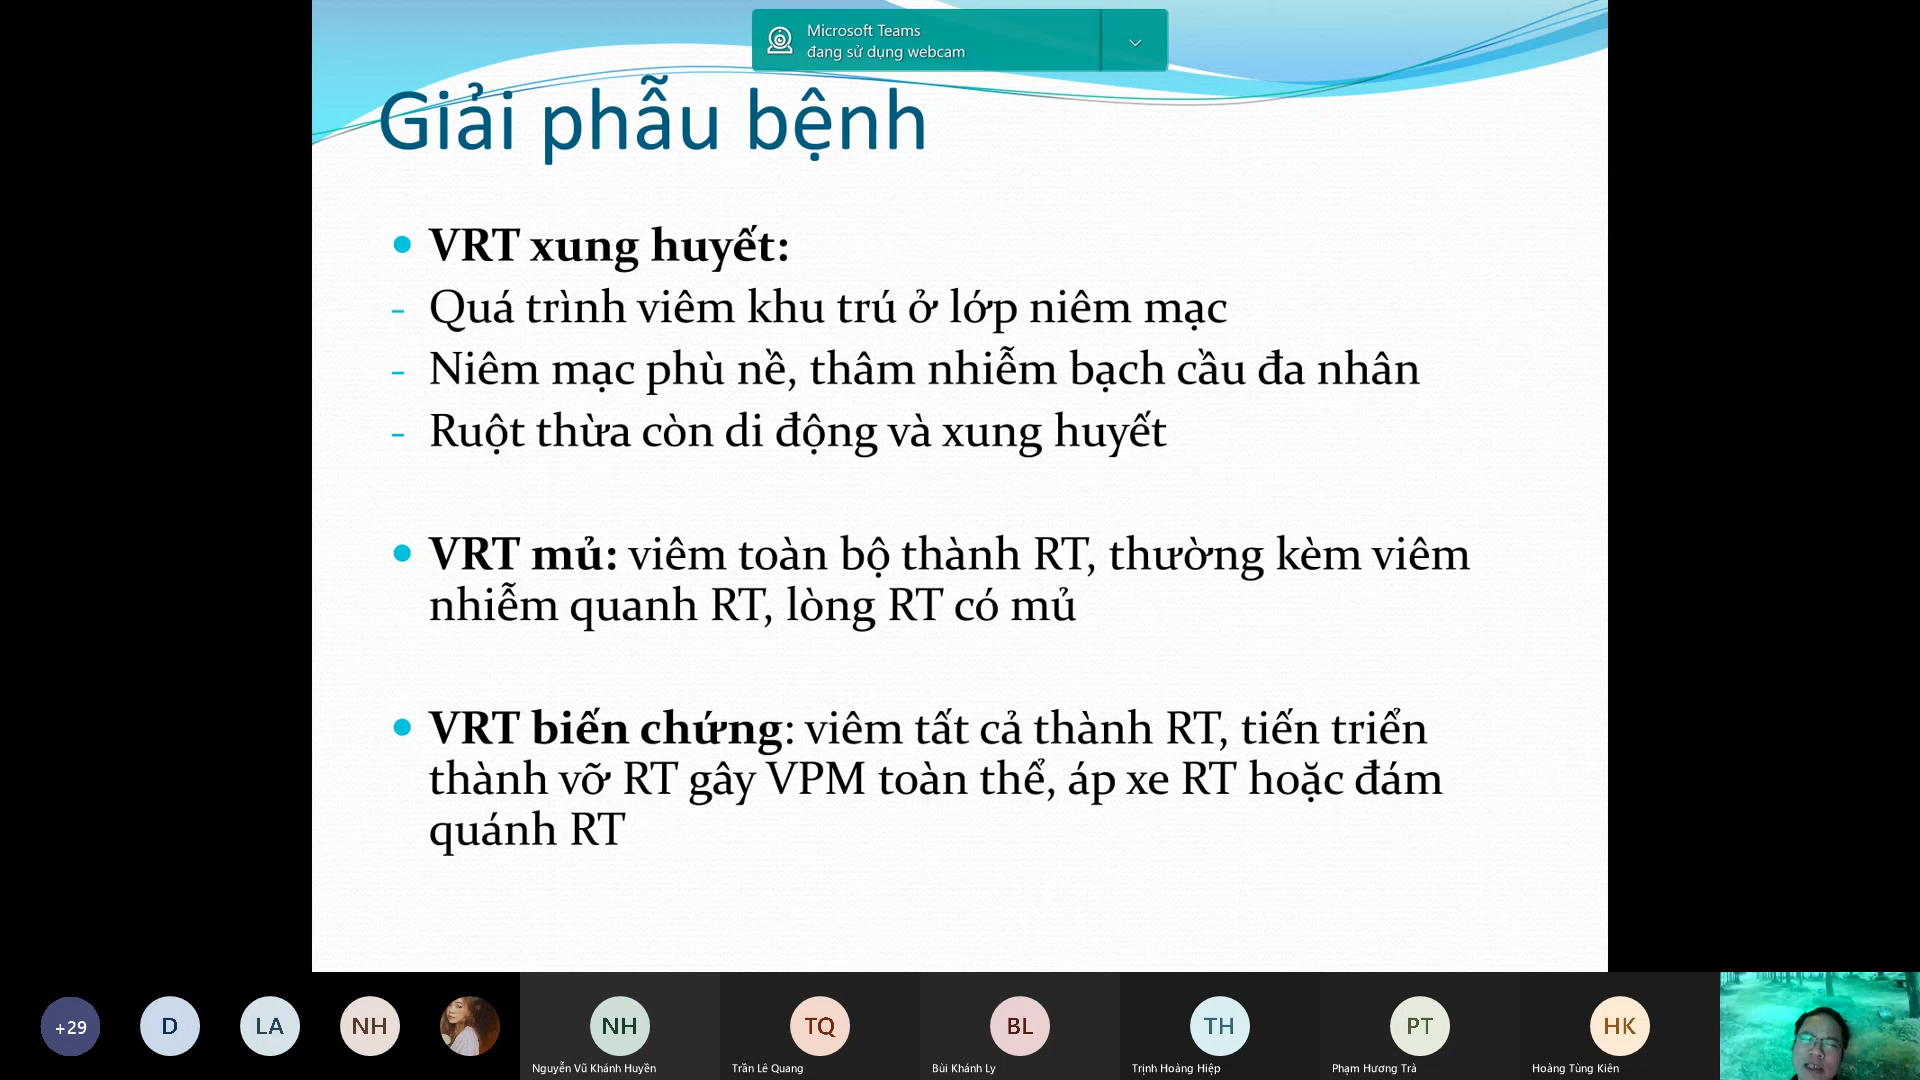 Microsoft Teams
đang sử dụng webcam
Giải phẫu bệnh
• VRT xung huyết:
- Quá trình viêm khu trú ở lớp niêm mạc
- Niêm mạc phù nề, thâm nhiễm bạch cầu đa nhân
- Ruột thừa còn di động và xung huyết
• VRT mủ: viêm toàn bộ thành RT, thường kèm viêm
nhiễm quanh RT, lòng RT có mủ
• VRT biến chứng: viêm tất cả thành RT, tiến triển
thành vỡ RT gây VPM toàn thể, áp xe RT hoặc đám
quánh RT
+29
D
LA
NH
NH
TQ
BL
TH
PT
HK
Nguyễn Vũ Khánh Huyền
Trần Lê Quang
Bùi Khánh Ly
Trịnh Hoàng Hiệp
Phạm Hương Trà
Hoàng Tùng Kiên